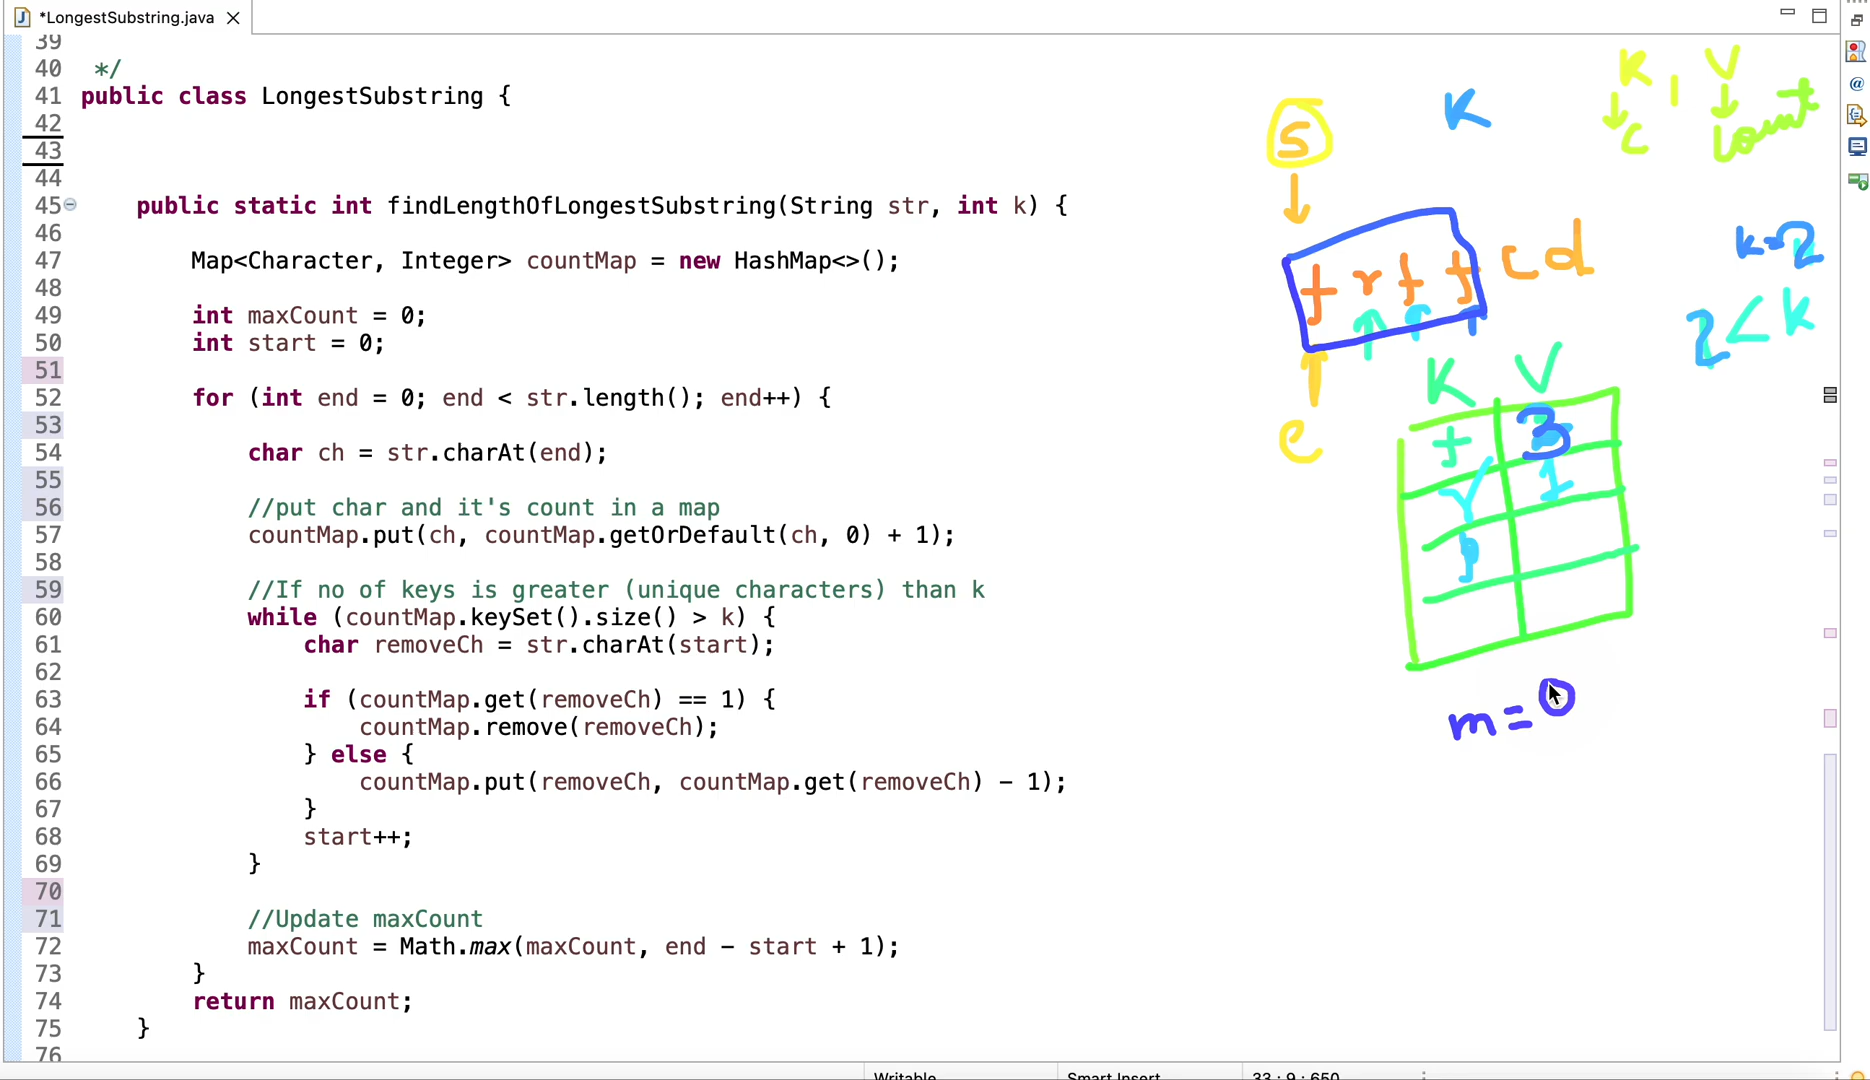 *LongestSubstring.java
39
40 */
41 public class LongestSubstring {
42
43
44
45 public static int findLengthOfLongestSubstring(String str, int k) {
46
47 Map<Character, Integer> countMap = new HashMap<>();
48
49 int maxCount = 0;
50 int start = 0;
51
52 for (int end = 0; end < str.length(); end++) {
53
54 char ch = str.charAt(end);
55
56 //put char and it's count in a map
57 countMap.put(ch, countMap.getOrDefault(ch, 0) + 1);
58
59 //If no of keys is greater (unique characters) than k
60 while (countMap.keySet().size() > k) {
61 char removeCh = str.charAt(start);
62
63 if (countMap.get(removeCh) == 1) {
64 countMap.remove(removeCh);
65 } else {
66 countMap.put(removeCh, countMap.get(removeCh) - 1);
67 }
68 start++;
69 }
70
71 //Update maxCount
72 maxCount = Math.max(maxCount, end - start + 1);
73 }
74 return maxCount;
75 }
76
K , V
c count
S K
f r f f c d
k=2
2 < k
e
K V
f 3
r 1
m = 0
Writable Smart Insert 33 : 9 : 650